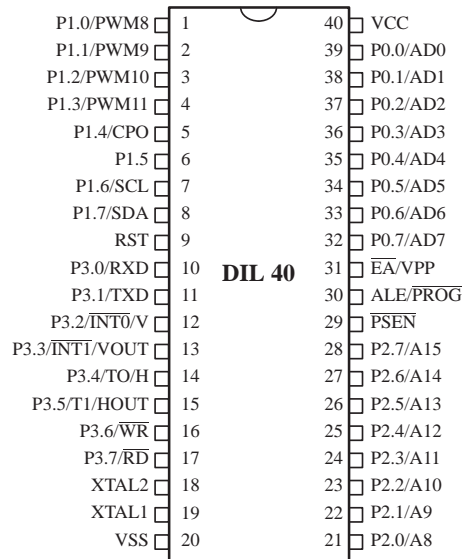 P1.0/PWM8 1 40 VCC
P1.1/PWM9 2 39 P0.0/AD0
P1.2/PWM10 3 38 P0.1/AD1
P1.3/PWM11 4 37 P0.2/AD2
P1.4/CPO 5 36 P0.3/AD3
P1.5 6 35 P0.4/AD4
P1.6/SCL 7 34 P0.5/AD5
P1.7/SDA 8 33 P0.6/AD6
RST 9 32 P0.7/AD7
P3.0/RXD 10 DIL 40 31 E̅A̅/VPP
P3.1/TXD 11 30 ALE/P̅R̅O̅G̅
P3.2/I̅N̅T̅0̅/V 12 29 P̅S̅E̅N̅
P3.3/I̅N̅T̅1̅/VOUT 13 28 P2.7/A15
P3.4/TO/H 14 27 P2.6/A14
P3.5/T1/HOUT 15 26 P2.5/A13
P3.6/W̅R̅ 16 25 P2.4/A12
P3.7/R̅D̅ 17 24 P2.3/A11
XTAL2 18 23 P2.2/A10
XTAL1 19 22 P2.1/A9
VSS 20 21 P2.0/A8